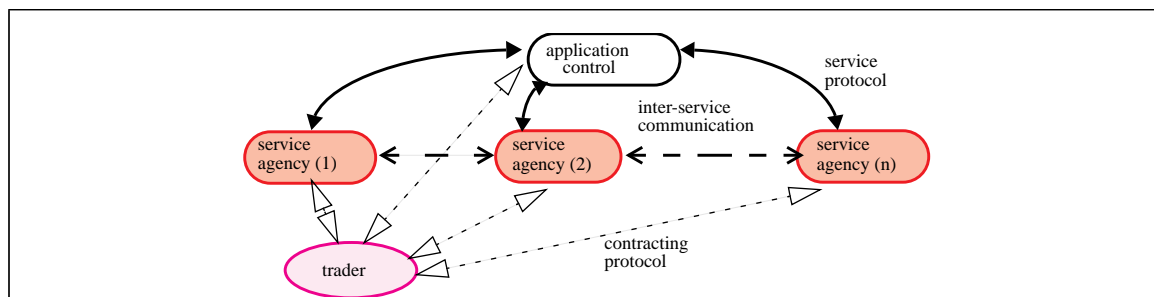 application
control
service
protocol
inter-service
communication
service
agency (1)
service
agency (2)
service
agency (n)
contracting
protocol
trader